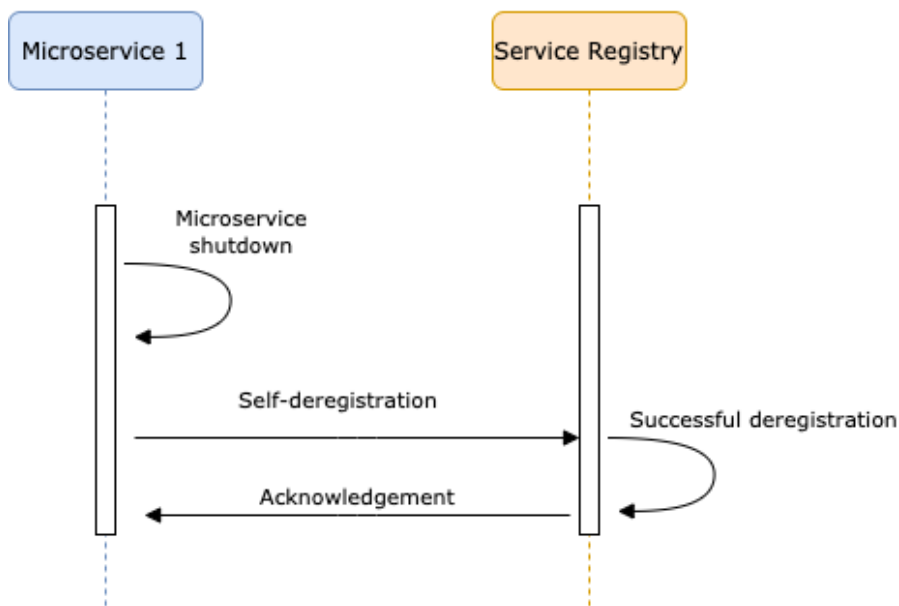 Microservice 1
Service Registry
Microservice
shutdown
Self-deregistration
Successful deregistration
Acknowledgement